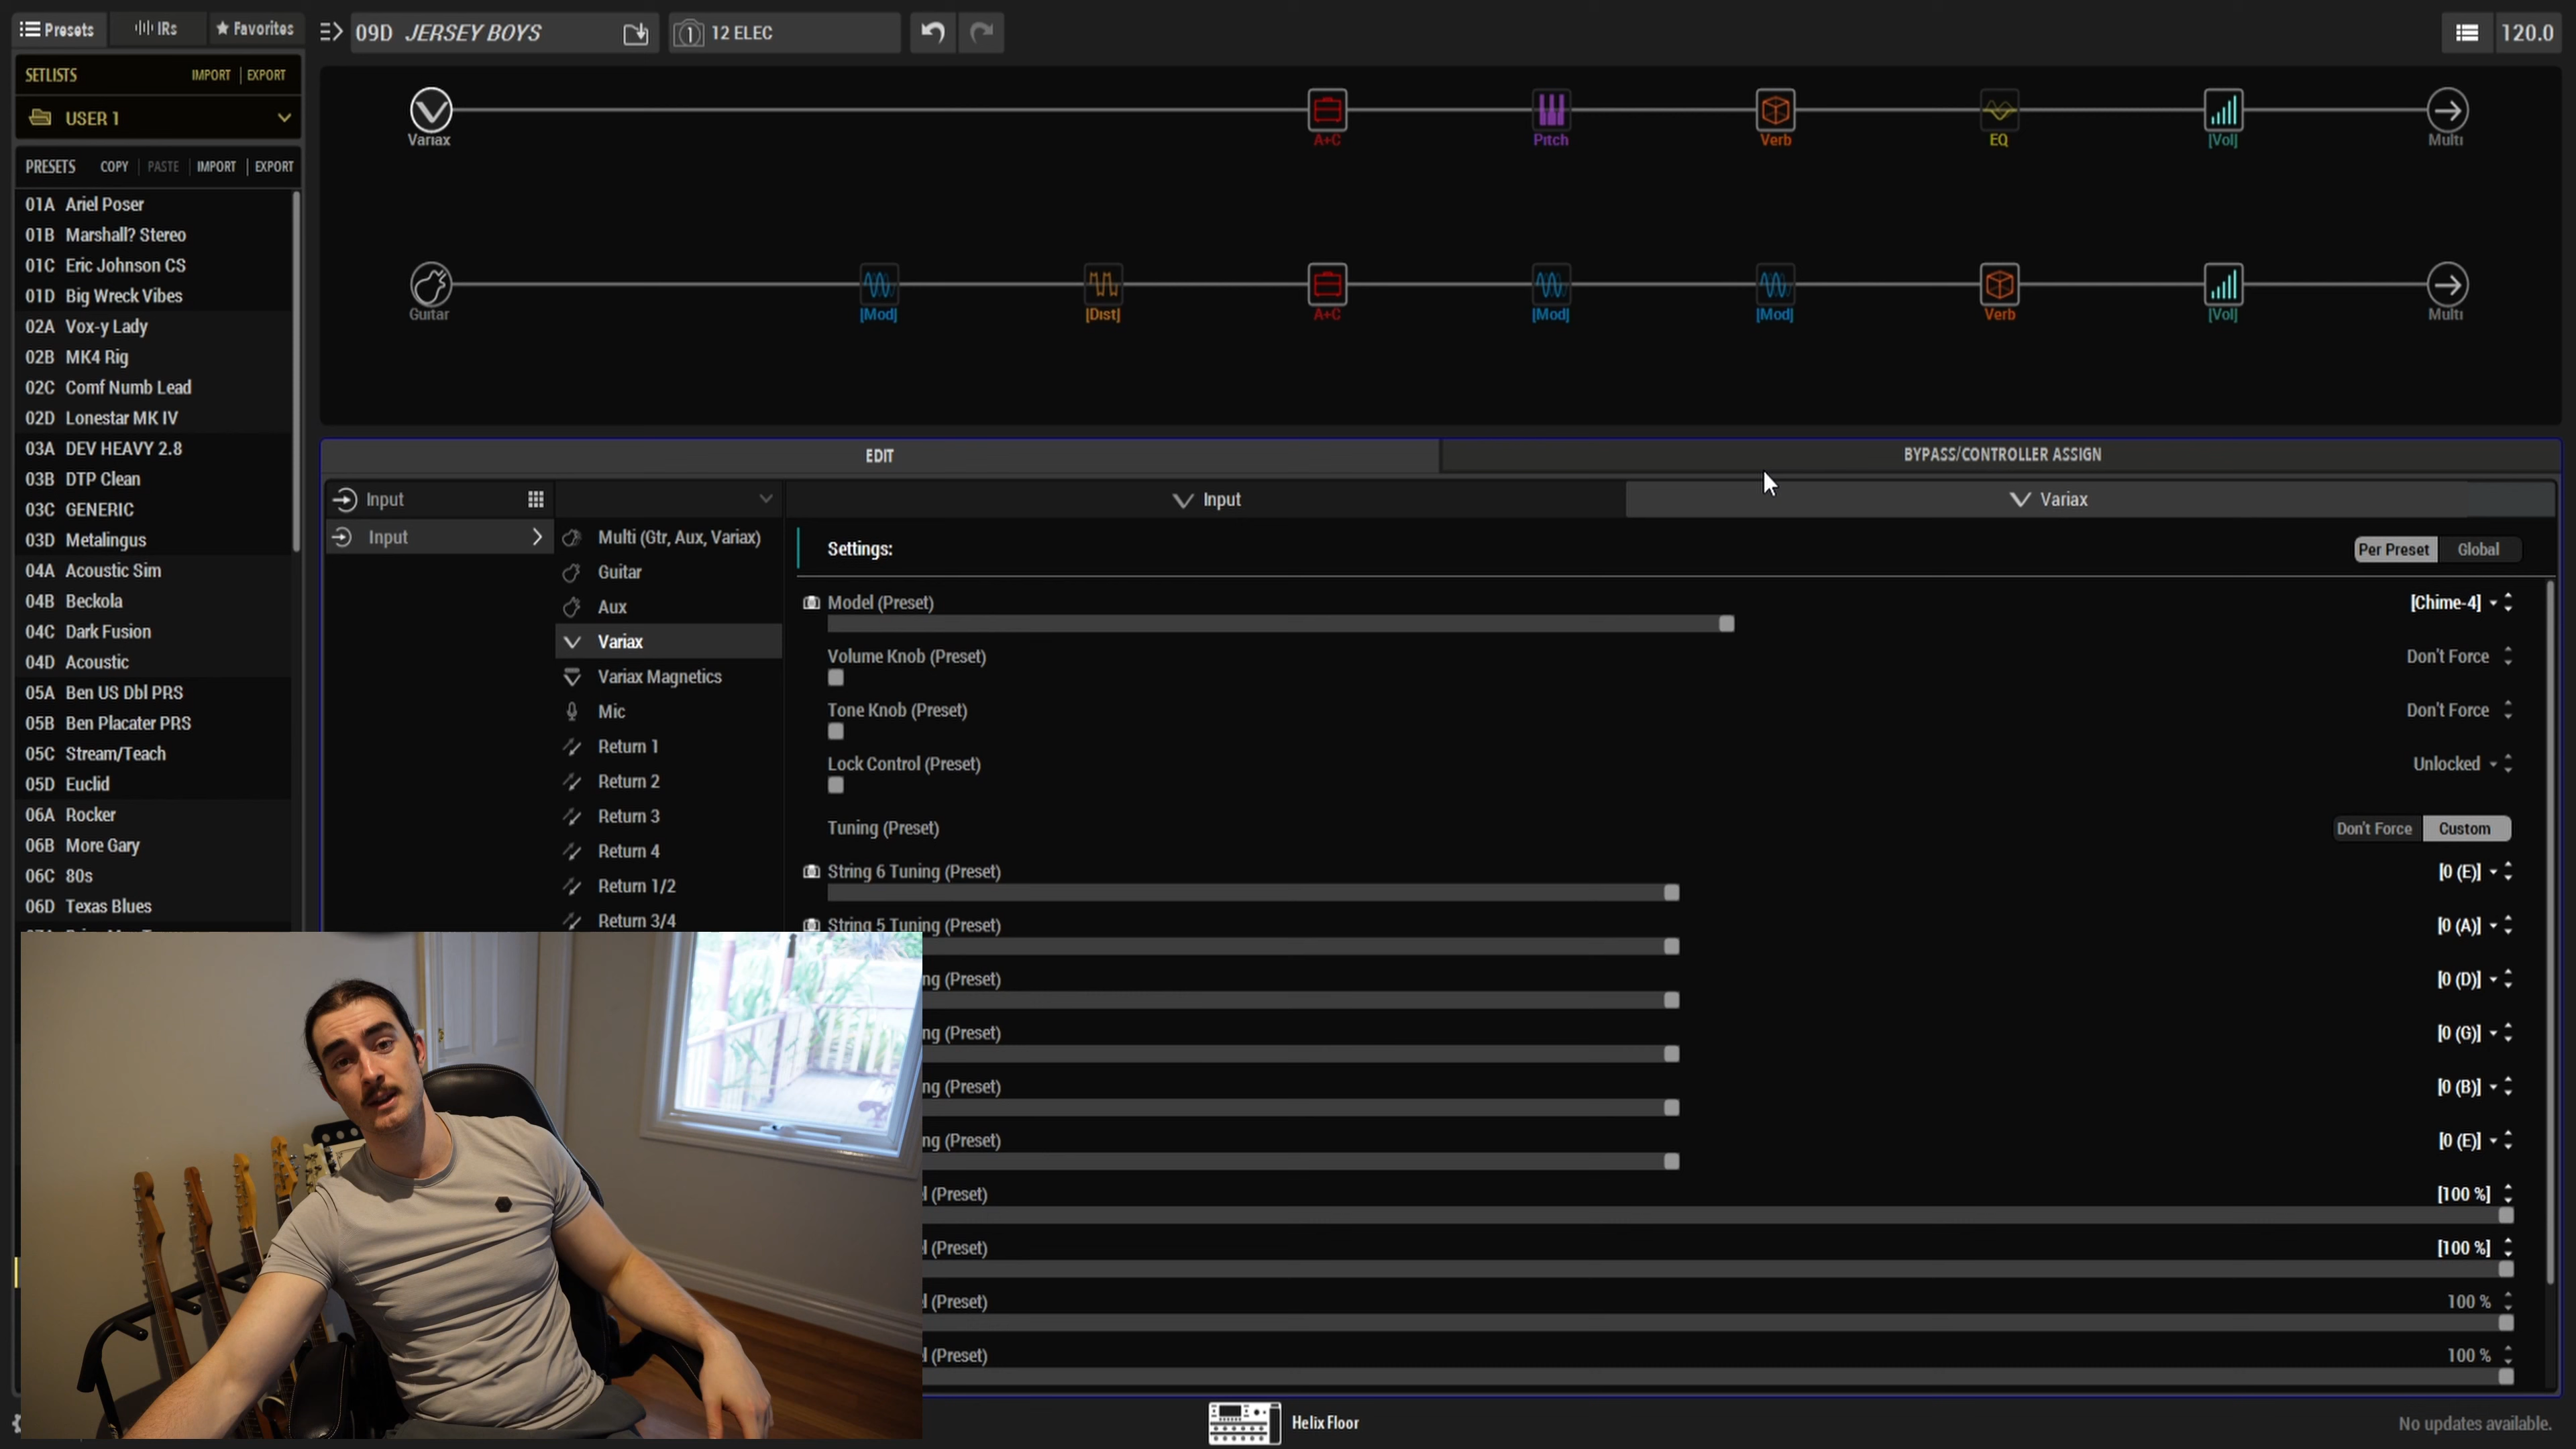 Presets IRs Favorites
09D JERSEY BOYS 1 12 ELEC 120.0
SETLISTS IMPORT | EXPORT
USER 1
PRESETS COPY | PASTE | IMPORT | EXPORT
01A Ariel Poser
01B Marshall? Stereo
01C Eric Johnson CS
01D Big Wreck Vibes
02A Vox-y Lady
02B MK4 Rig
02C Comf Numb Lead
02D Lonestar MK IV
03A DEV HEAVY 2.8
03B DTP Clean
03C GENERIC
03D Metalingus
04A Acoustic Sim
04B Beckola
04C Dark Fusion
04D Acoustic
05A Ben US Dbl PRS
05B Ben Placater PRS
05C Stream/Teach
05D Euclid
06A Rocker
06B More Gary
06C 80s
06D Texas Blues
Variax A+C Pitch Verb EQ [Vol] Multi
Guitar [Mod] [Dist] A+C [Mod] [Mod] Verb [Vol] Multi
EDIT BYPASS/CONTROLLER ASSIGN
Input
Input
Multi (Gtr, Aux, Variax)
Guitar
Aux
Variax
Variax Magnetics
Mic
Return 1
Return 2
Return 3
Return 4
Return 1/2
Return 3/4
Input Variax
Settings: Per Preset Global
Model (Preset) [Chime-4]
Volume Knob (Preset) Don't Force
Tone Knob (Preset) Don't Force
Lock Control (Preset) Unlocked
Tuning (Preset) Don't Force Custom
String 6 Tuning (Preset) [0 (E)]
String 5 Tuning (Preset) [0 (A)]
ng (Preset) [0 (D)]
ng (Preset) [0 (G)]
ng (Preset) [0 (B)]
ng (Preset) [0 (E)]
l (Preset) [100 %]
l (Preset) [100 %]
l (Preset) 100 %
l (Preset) 100 %
Helix Floor No updates available.